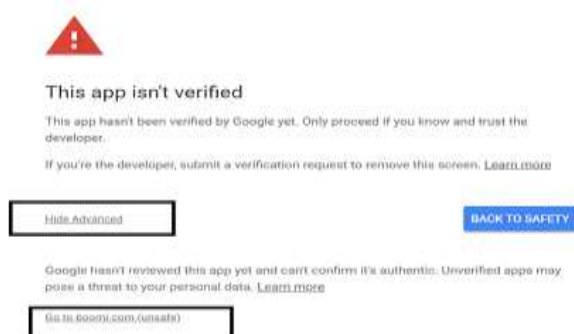 This app isn't verified
This app hasn't been verified by Google yet. Only proceed if you know and trust the
developer.
If you're the developer, submit a verification request to remove this screen. Learn more
Hide Advanced
BACK TO SAFETY
Google hasn't reviewed this app yet and can't confirm it's authentic. Unverified apps may
pose a threat to your personal data. Learn more
Go to boomi.com (unsafe)